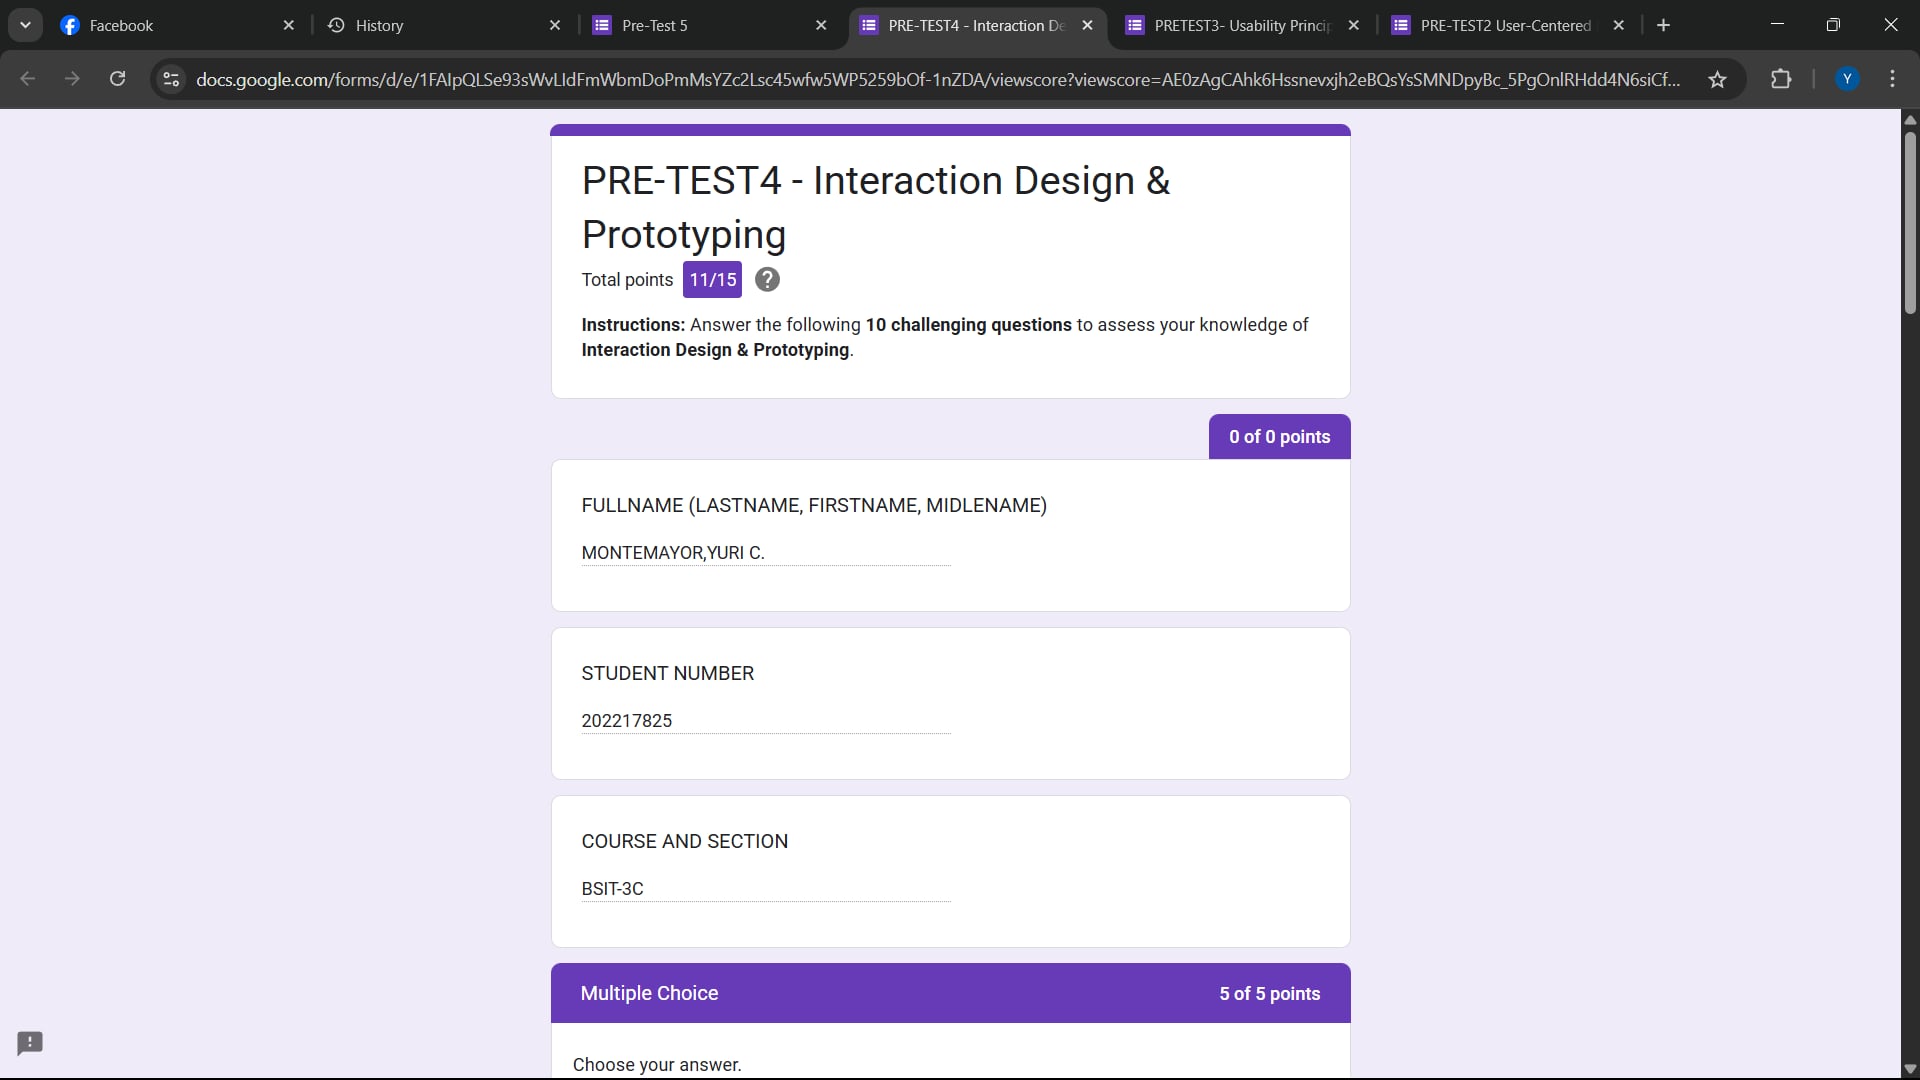 Facebook
History
Pre-Test 5
PRE-TEST4 - Interaction De
PRETEST3- Usability Princip
PRE-TEST2 User-Centered
docs.google.com/forms/d/e/1FAIpQLSe93sWvLIdFmWbmDoPmMsYZc2Lsc45wfw5WP5259bOf-1nZDA/viewscore?viewscore=AE0zAgCAhk6Hssnevxjh2eBQsYsSMNDpyBc_5PgOnlRHdd4N6siCf...
Y
PRE-TEST4 - Interaction Design &
Prototyping
Total points 11/15 ?
Instructions: Answer the following 10 challenging questions to assess your knowledge of
Interaction Design & Prototyping.
0 of 0 points
FULLNAME (LASTNAME, FIRSTNAME, MIDLENAME)
MONTEMAYOR,YURI C.
STUDENT NUMBER
202217825
COURSE AND SECTION
BSIT-3C
Multiple Choice 5 of 5 points
Choose your answer.